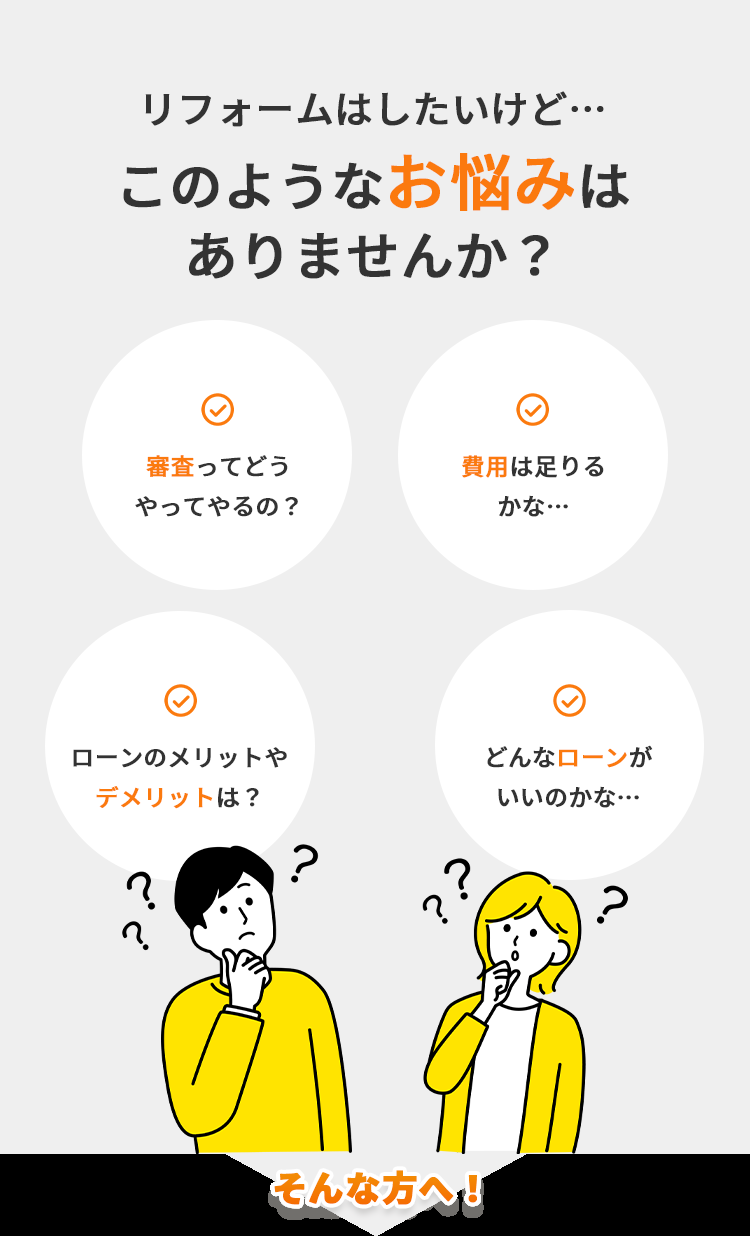 リフォームはしたいけど…
このようなお悩みは
ありませんか？
審査ってどう
やってやるの？
費用は足りる
かな…
ローンのメリットや
デメリットは？
どんなローンが
いいのかな…
? ? ?
? ? ?
そんな方へ！